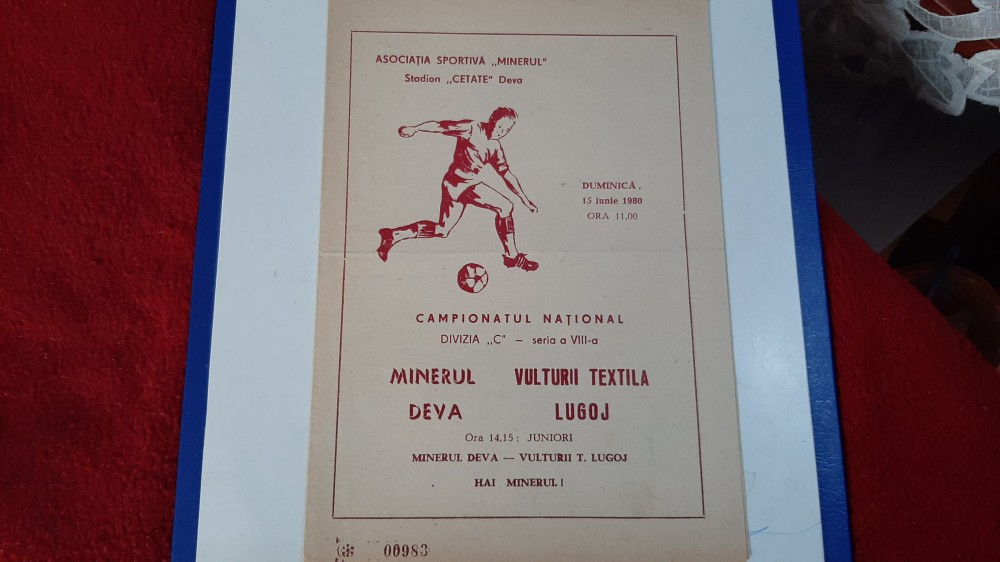 ASOCIAȚIA SPORTIVĂ „MINERUL"
Stadion „CETATE" Deva
DUMINICĂ,
15 iunie 1980
ORA 11,00
CAMPIONATUL NAȚIONAL
DIVIZIA „C" — seria a VIII-a
MINERUL VULTURII TEXTILA
DEVA LUGOJ
Ora 14,15: JUNIORI
MINERUL DEVA — VULTURII T. LUGOJ
HAI MINERUL!
00983